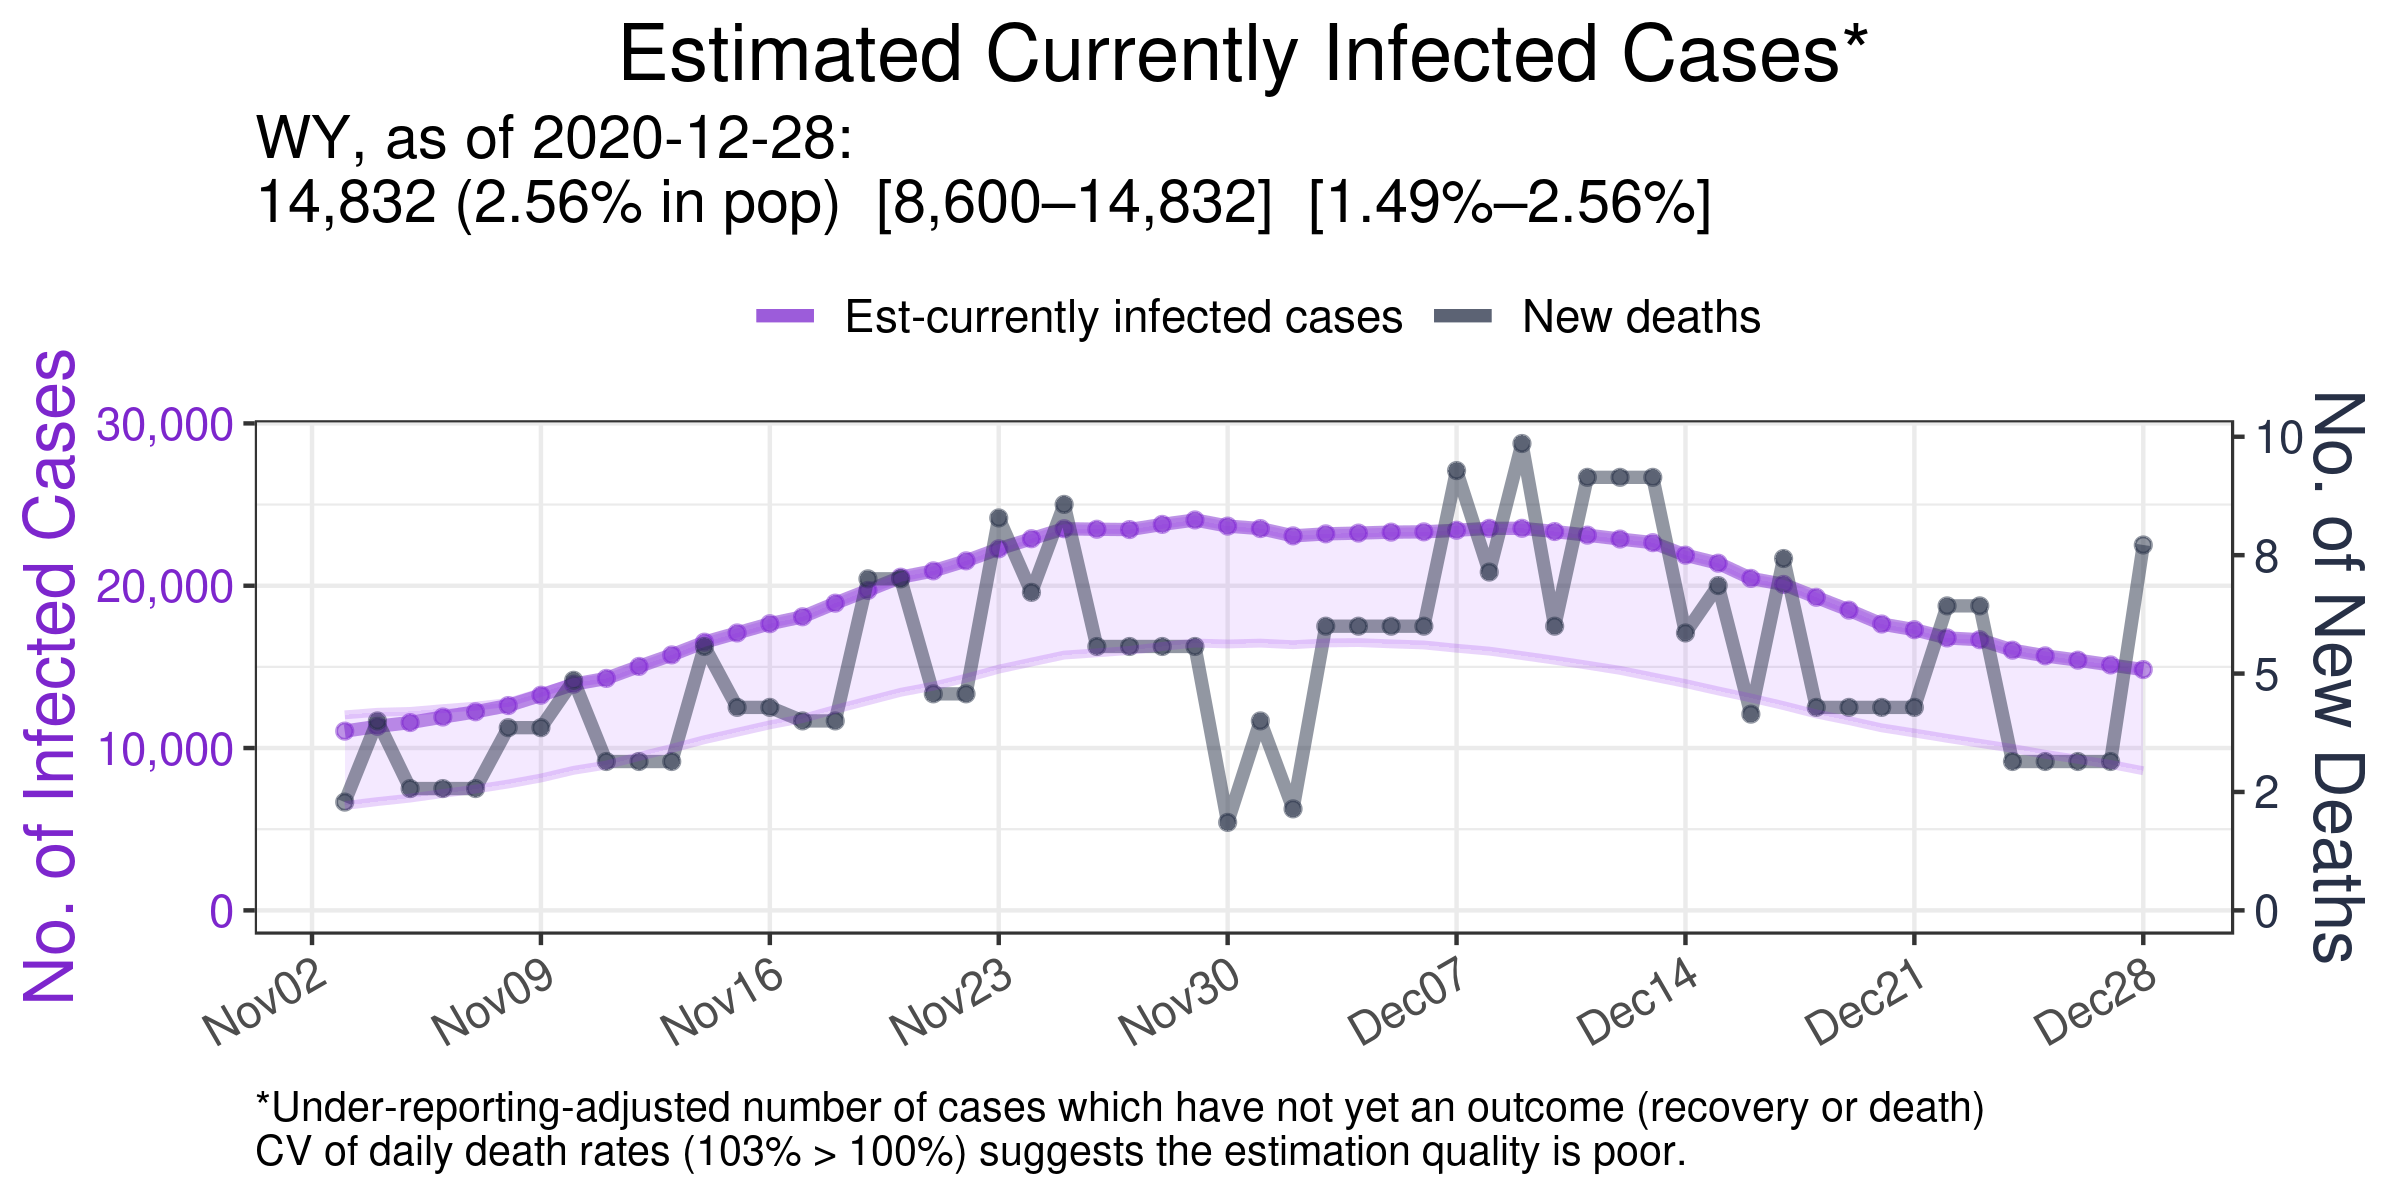 Estimated Currently Infected Cases*
WY, as of 2020-12-28:
14,832 (2.56% in pop)  [8,600–14,832]  [1.49%–2.56%]
Est-currently infected cases
New deaths
No. of Infected Cases
30,000
20,000
10,000
0
10
8
5
2
0
No. of New Deaths
Nov02
Nov09
Nov16
Nov23
Nov30
Dec07
Dec14
Dec21
Dec28
*Under-reporting-adjusted number of cases which have not yet an outcome (recovery or death)
CV of daily death rates (103% > 100%) suggests the estimation quality is poor.